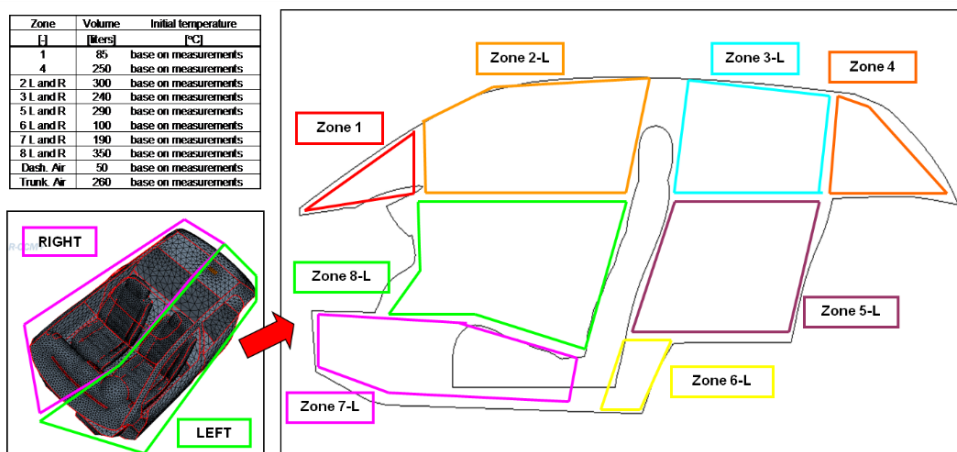 Zone Volume Initial temperature
[-] [liters] [°C]
1 85 base on measurements
4 250 base on measurements
2 L and R 300 base on measurements
3 L and R 240 base on measurements
5 L and R 290 base on measurements
6 L and R 100 base on measurements
7 L and R 190 base on measurements
8 L and R 350 base on measurements
Dash. Air 50 base on measurements
Trunk. Air 260 base on measurements
RIGHT
LEFT
Zone 2-L
Zone 3-L
Zone 4
Zone 1
Zone 8-L
Zone 5-L
Zone 6-L
Zone 7-L